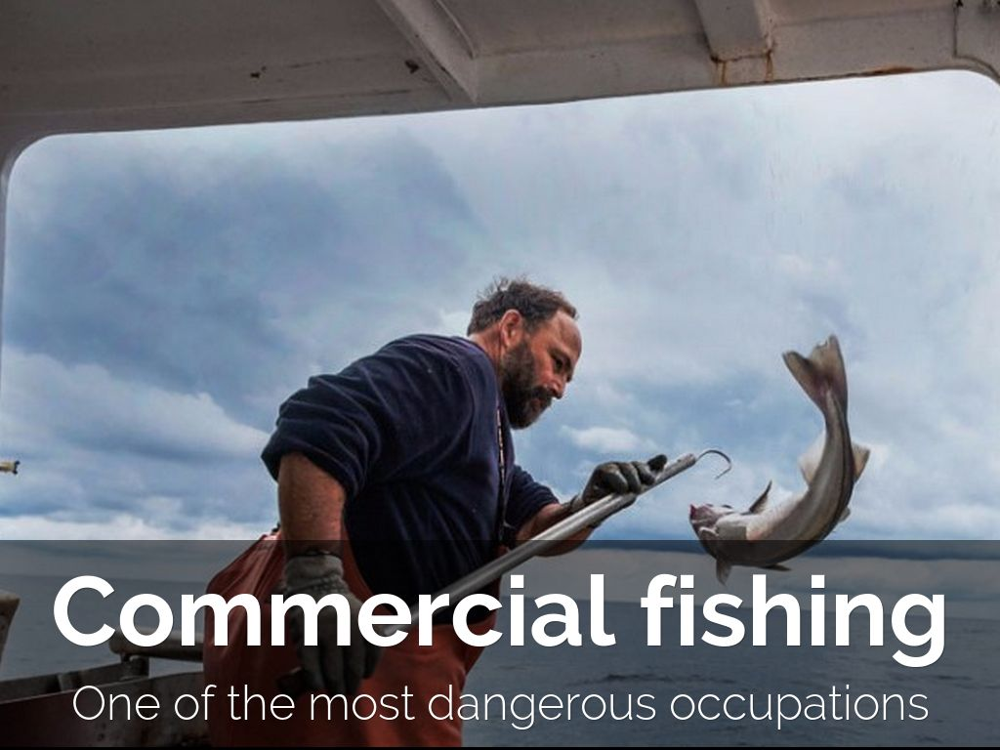 Commercial fishing
One of the most dangerous occupations